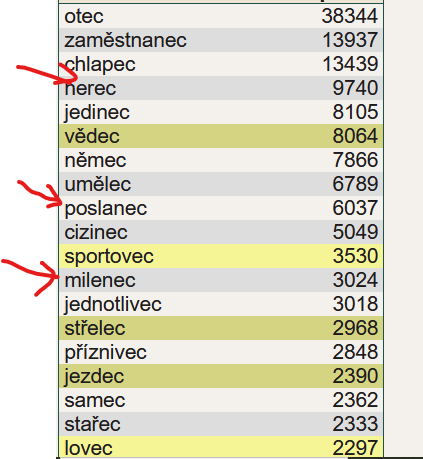 otec 38344
zaměstnanec 13937
chlapec 13439
herec 9740
jedinec 8105
vědec 8064
němec 7866
umělec 6789
poslanec 6037
cizinec 5049
sportovec 3530
milenec 3024
jednotlivec 3018
střelec 2968
příznivec 2848
jezdec 2390
samec 2362
stařec 2333
lovec 2297